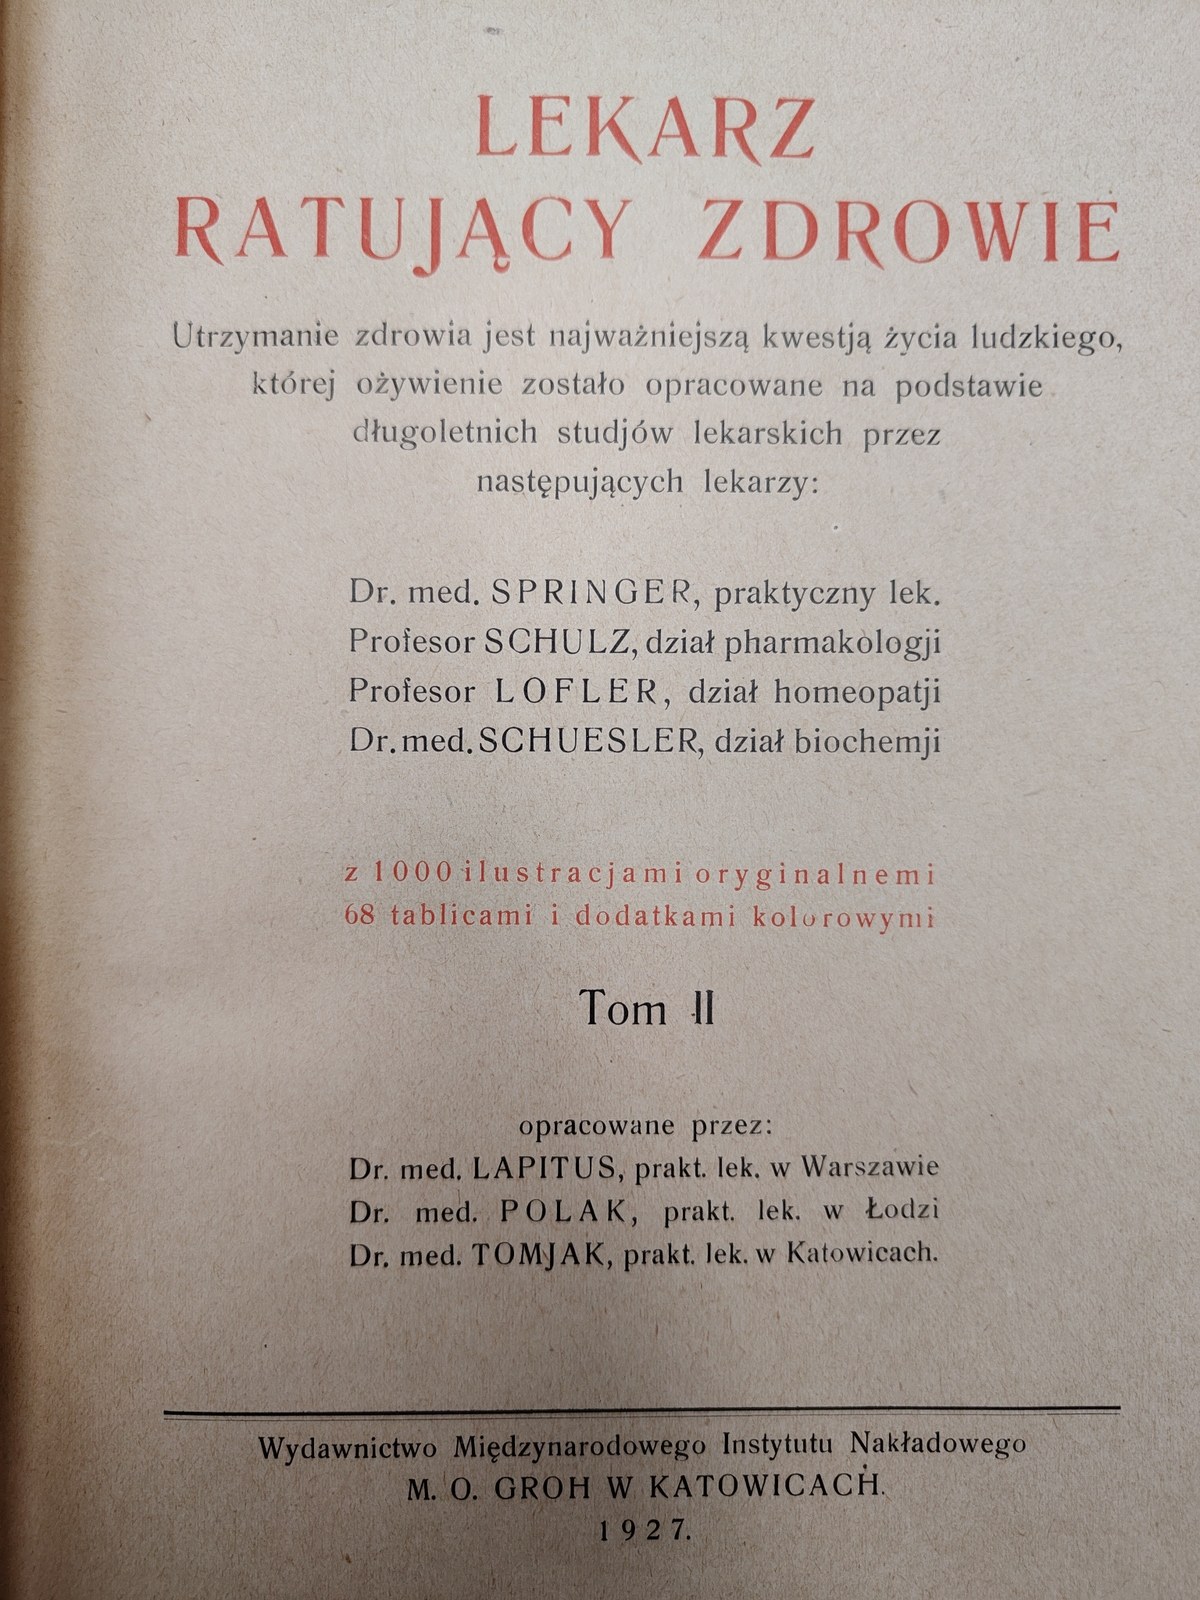 LEKARZ
RATUJĄCY ZDROWIE
Utrzymanie zdrowia jest najważniejszą kwestją życia ludzkiego,
której ożywienie zostało opracowane na podstawie
długoletnich studjów lekarskich przez
następujących lekarzy:
Dr. med. SPRINGER, praktyczny lek.
Profesor SCHULZ, dział pharmakologji
Profesor LOFLER, dział homeopatji
Dr. med. SCHUESLER, dział biochemji
z 1000 ilustracjami oryginalnemi
68 tablicami i dodatkami kolorowymi
Tom II
opracowane przez:
Dr. med. LAPITUS, prakt. lek. w Warszawie
Dr. med. POLAK, prakt. lek. w Łodzi
Dr. med. TOMJAK, prakt. lek. w Katowicach.
Wydawnictwo Międzynarodowego Instytutu Nakładowego
M. O. GROH W KATOWICACH.
1927.